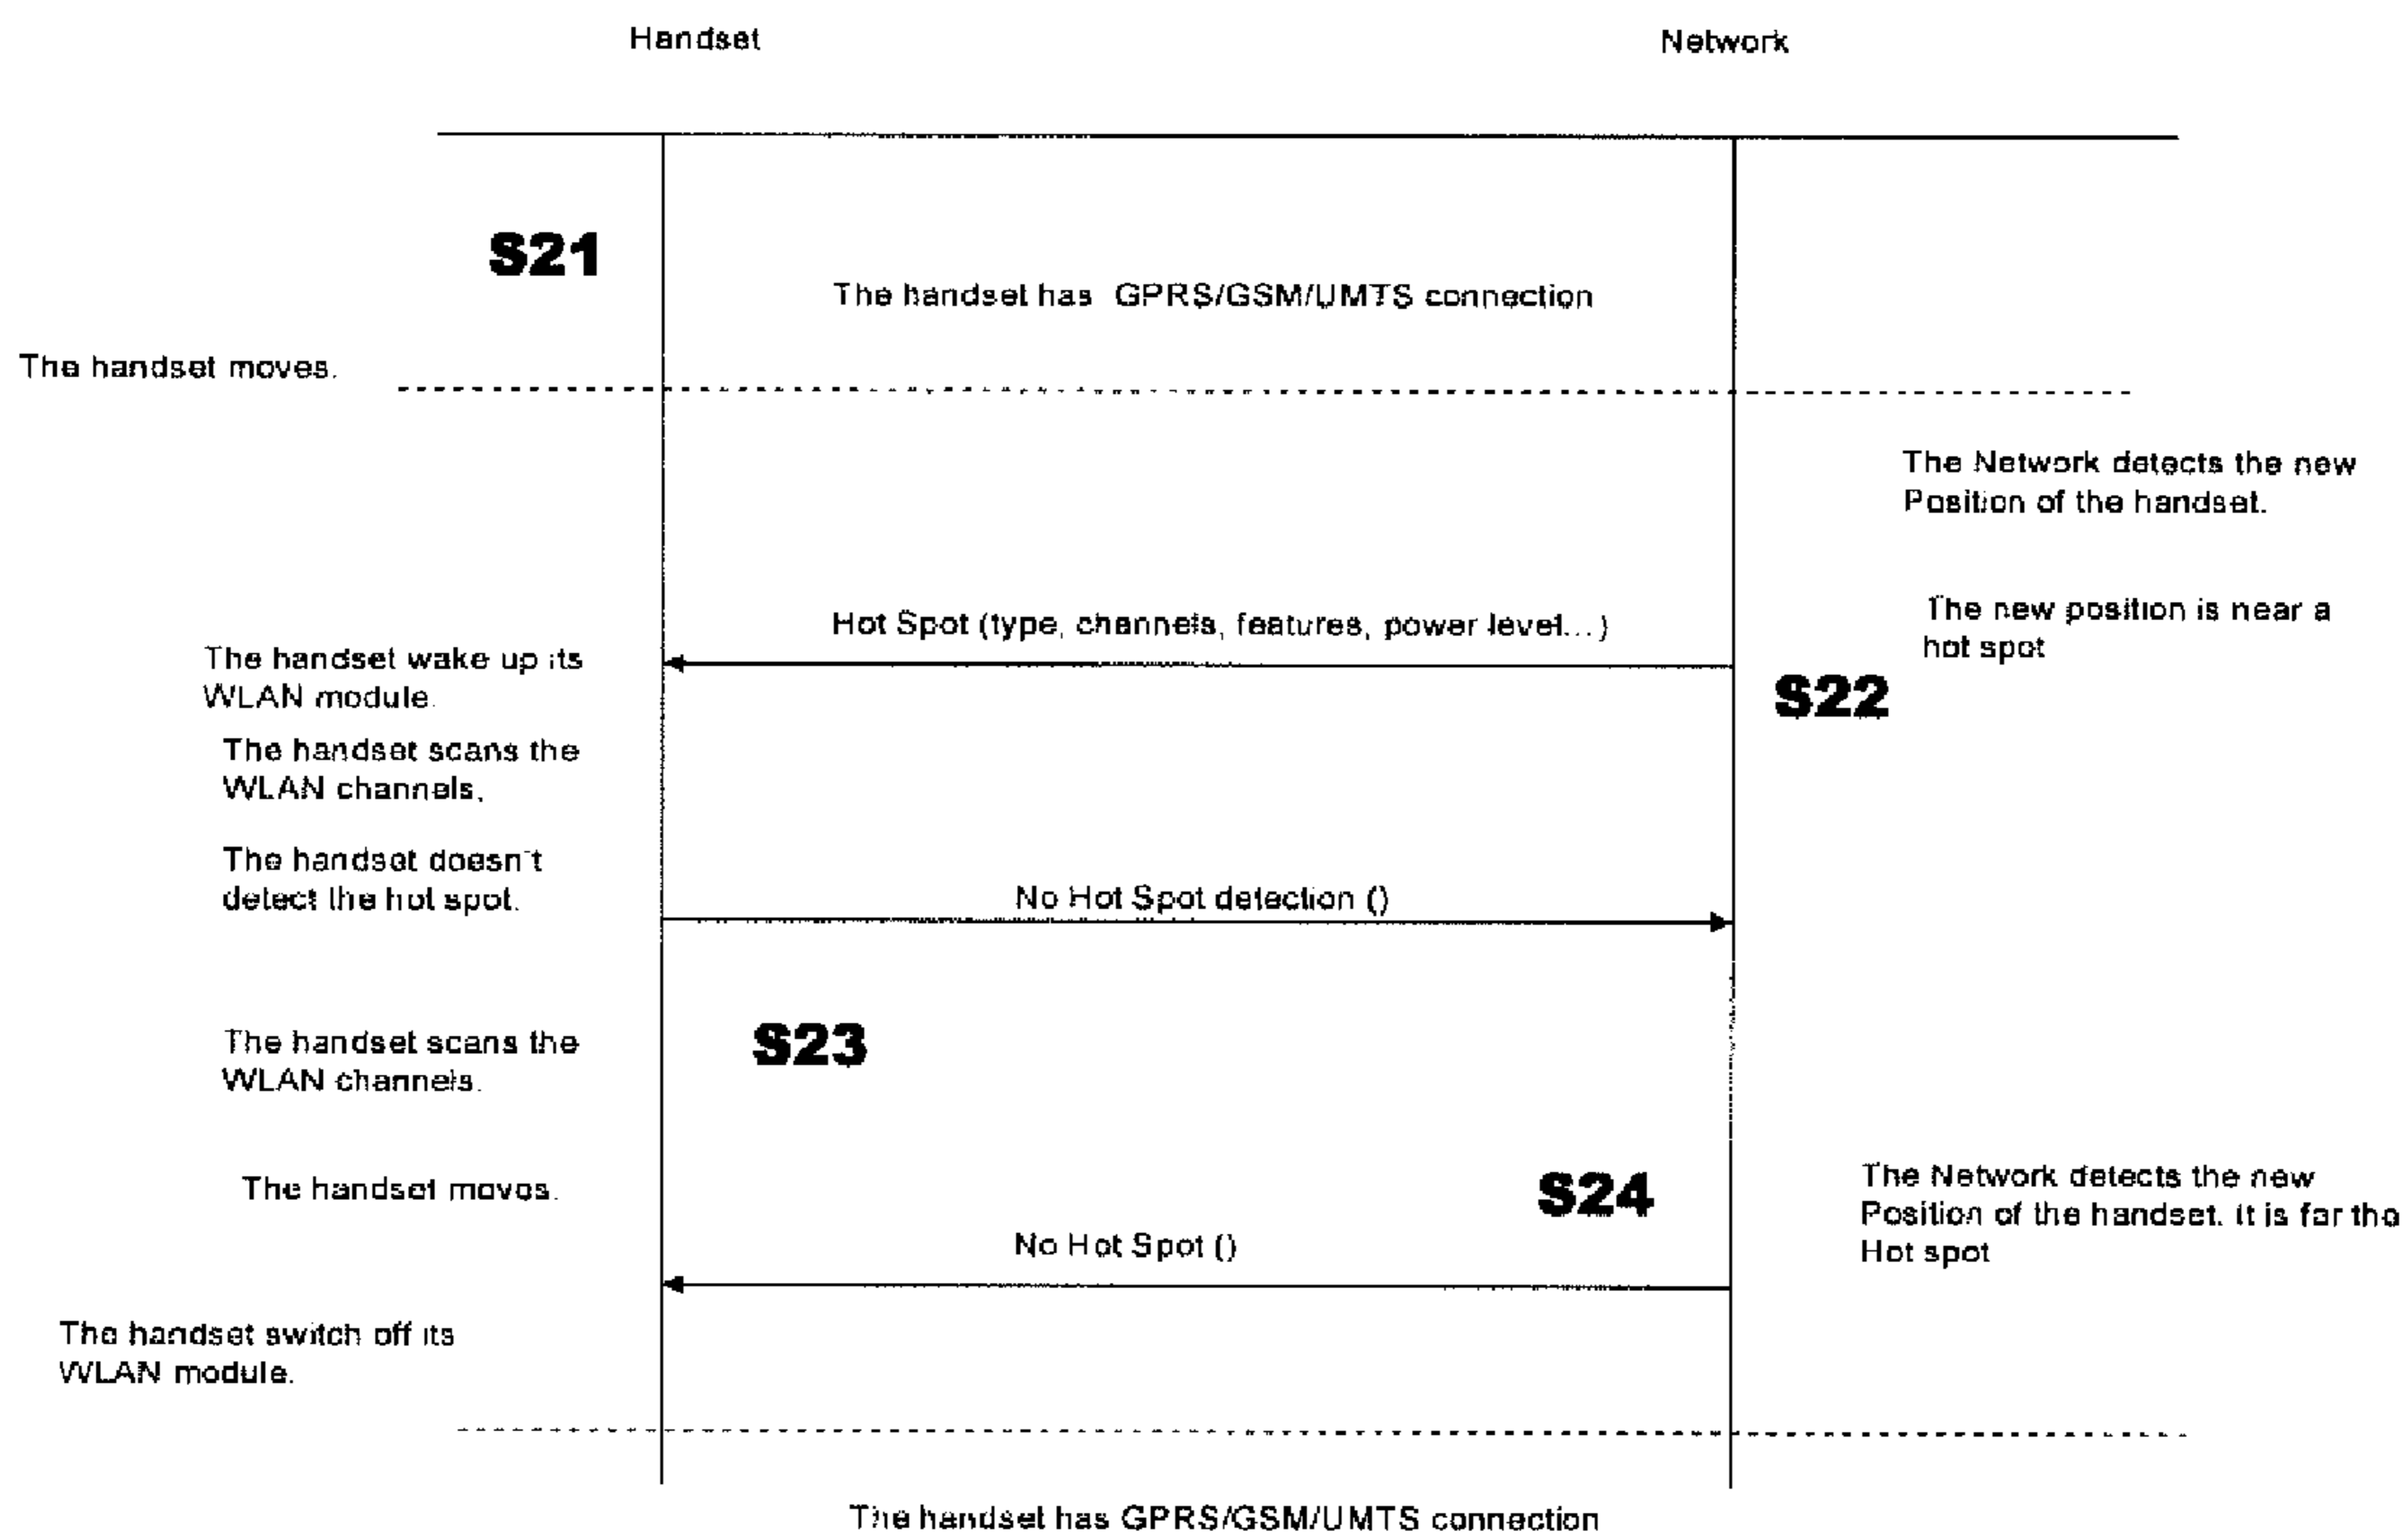 Handset
Network
S21
The handset has GPRS/GSM/UMTS connection
The handset moves.
The Network detects the new
Position of the handset.
The new position is near a
hot spot
Hot Spot (type, channels, features, power level...)
The handset wake up its
WLAN module.
S22
The handset scans the
WLAN channels.
The handset doesn't
detect the hot spot.
No Hot Spot detection ()
S23
The handset scans the
WLAN channels.
The handset moves.
S24
The Network detects the new
Position of the handset. It is far the
Hot spot
No Hot Spot ()
The handset switch off its
WLAN module.
The handset has GPRS/GSM/UMTS connection